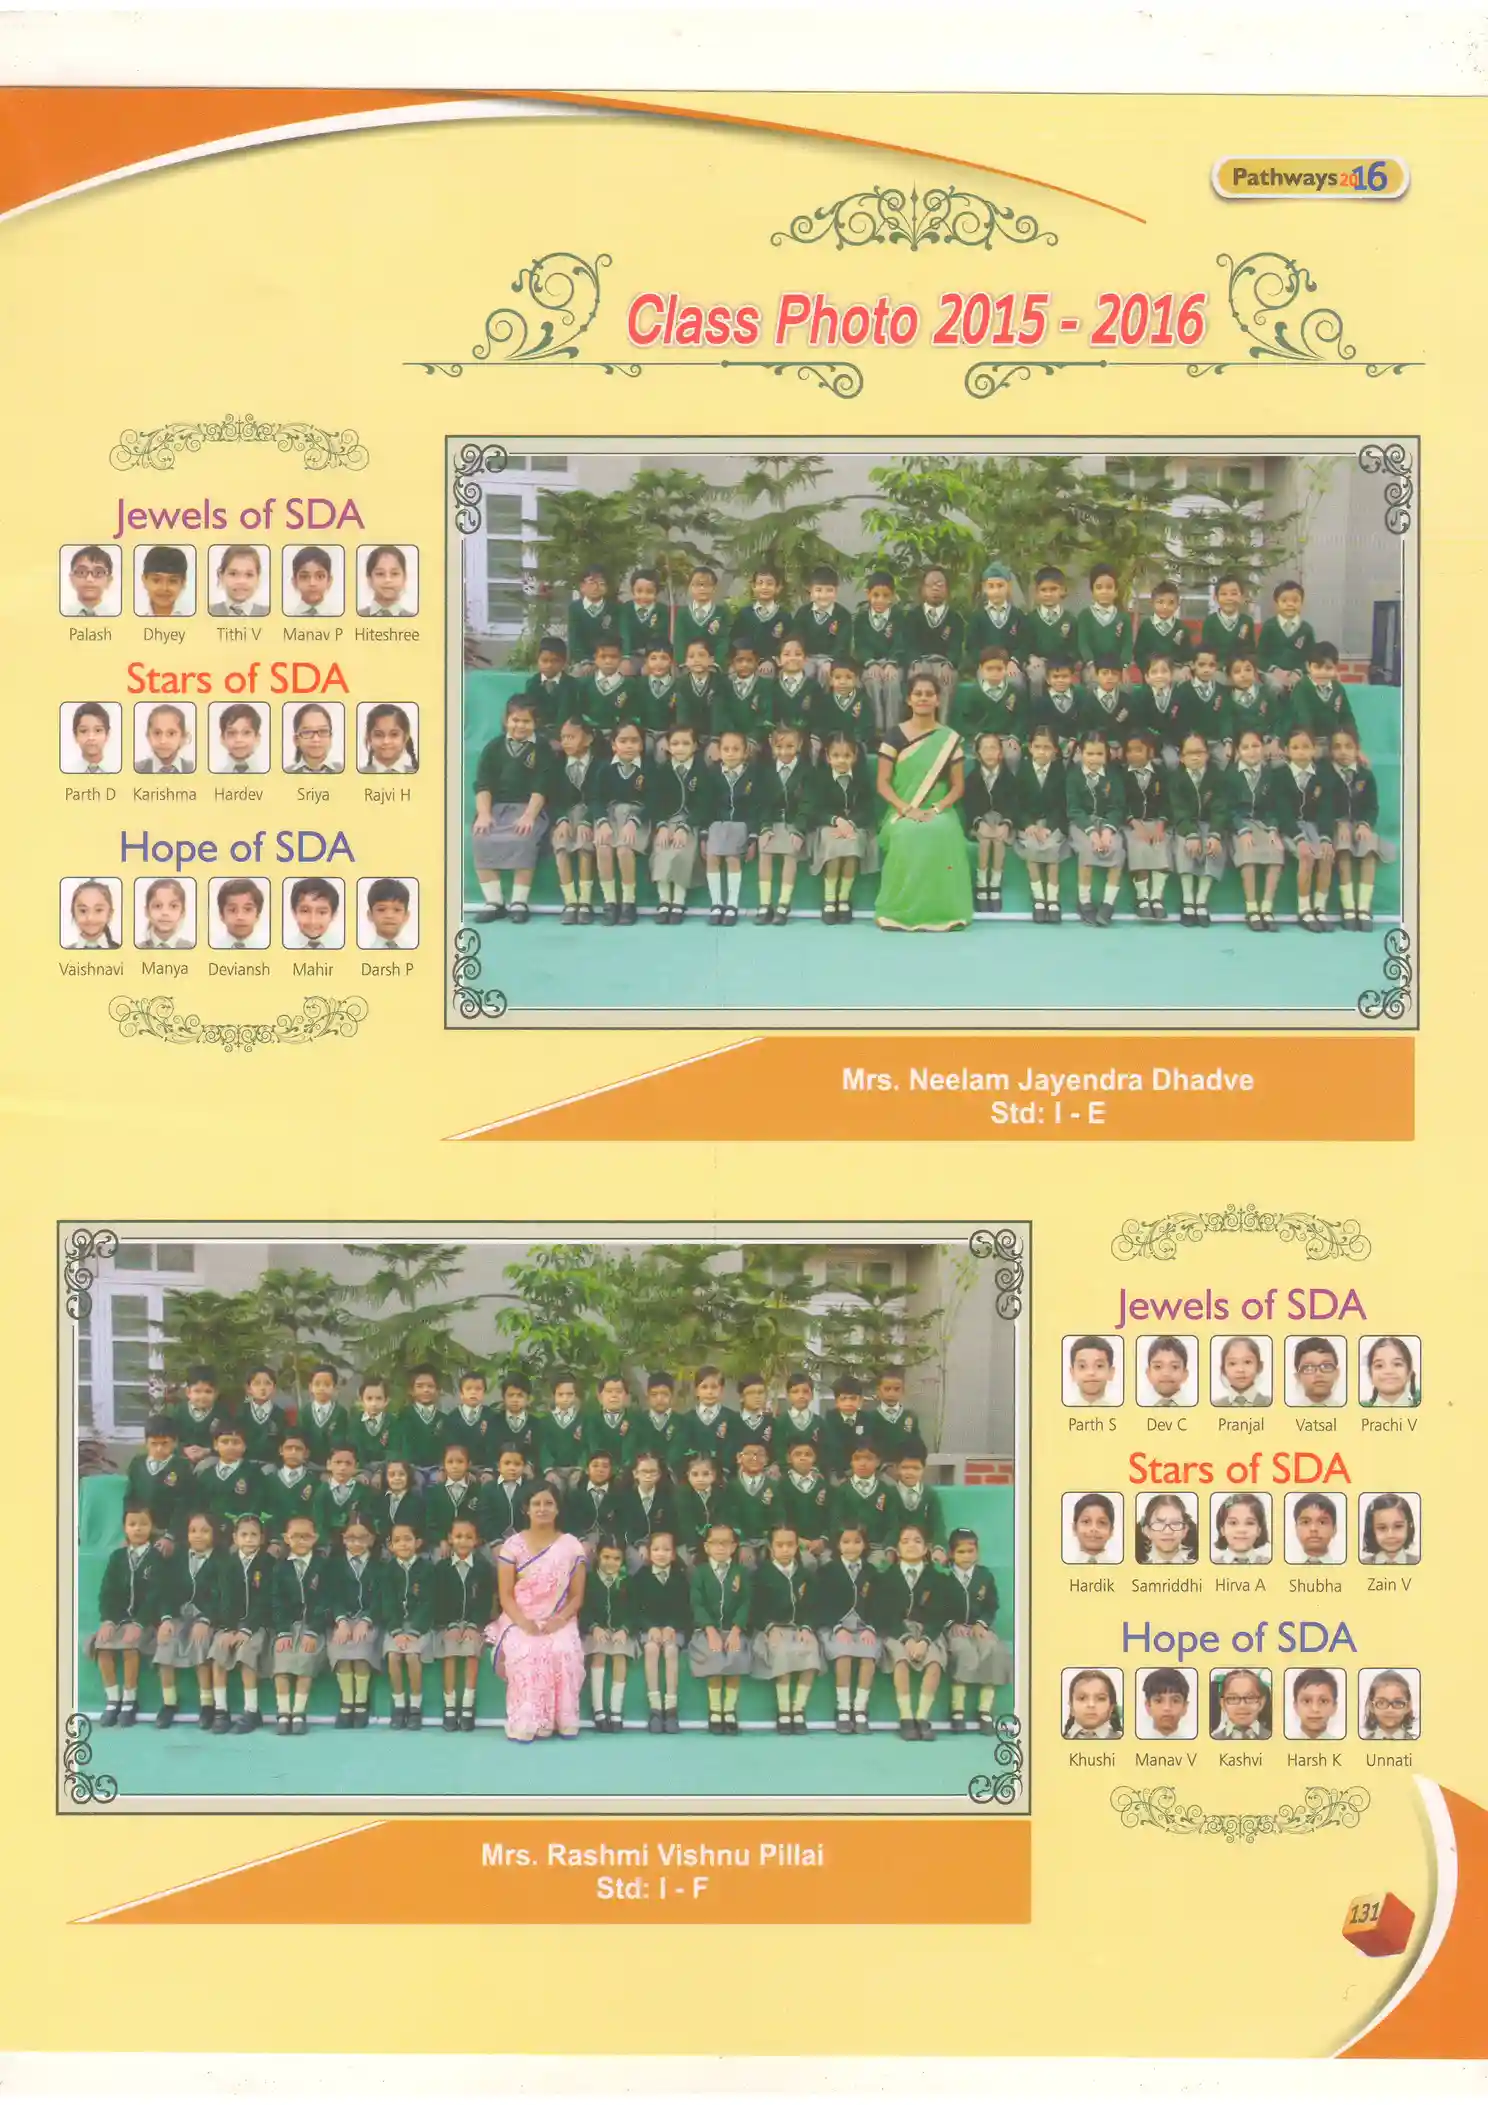 Pathways2016
Class Photo 2015 - 2016
Jewels of SDA
Palash Dhyey Tithi V Manav P Hiteshree
Stars of SDA
Parth D Karishma Hardev Sriya Rajvi H
Hope of SDA
Vaishnavi Manya Deviansh Mahir Darsh P
Mrs. Neelam Jayendra Dhadve
Std: I - E
Jewels of SDA
Parth S Dev C Pranjal Vatsal Prachi V
Stars of SDA
Hardik Samriddhi Hirva A Shubha Zain V
Hope of SDA
Khushi Manav V Kashvi Harsh K Unnati
Mrs. Rashmi Vishnu Pillai
Std: I - F
131